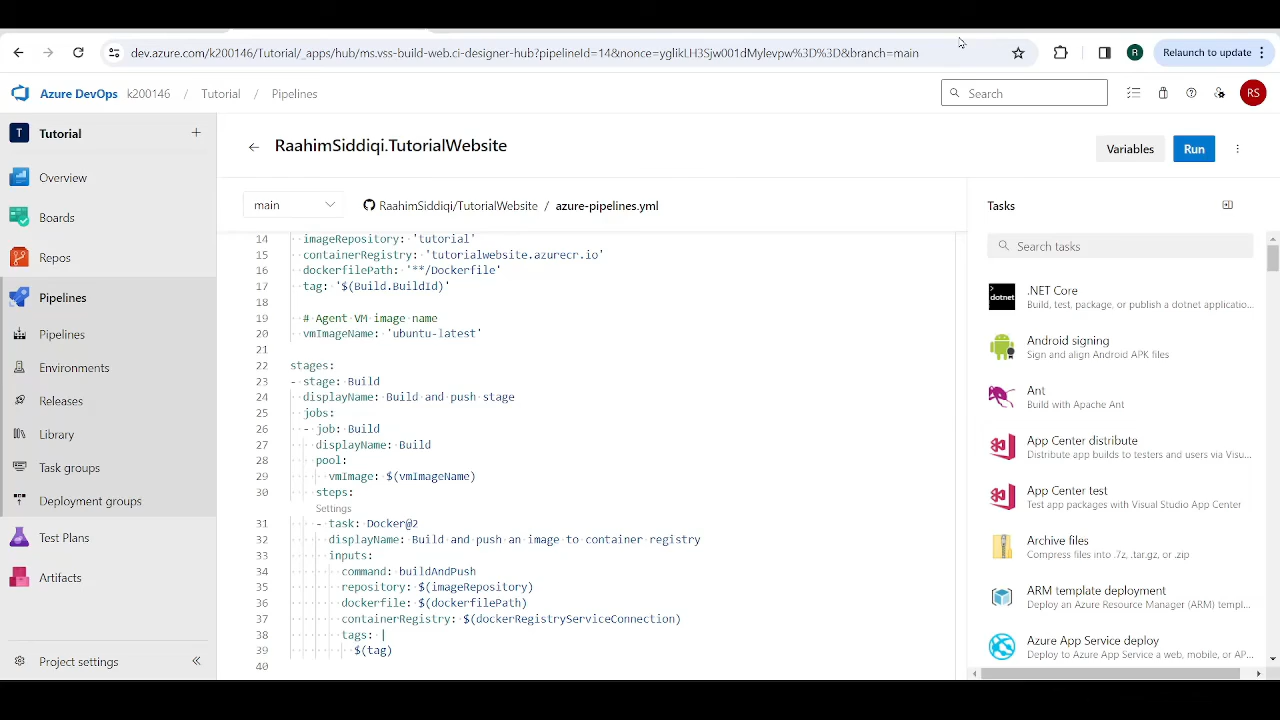 dev.azure.com/k200146/Tutorial/_apps/hub/ms.vss-build-web.ci-designer-hub?pipelineId=14&nonce=yglikLH3Sjw001dMylevpw%3D%3D&branch=main
R
Relaunch to update
Azure DevOps k200146 / Tutorial / Pipelines
Search
RS
T Tutorial +
Overview
Boards
Repos
Pipelines
Pipelines
Environments
Releases
Library
Task groups
Deployment groups
Test Plans
Artifacts
Project settings
RaahimSiddiqi.TutorialWebsite
Variables
Run
main
RaahimSiddiqi/TutorialWebsite / azure-pipelines.yml
14 imageRepository: 'tutorial'
15 containerRegistry: 'tutorialwebsite.azurecr.io'
16 dockerfilePath: '**/Dockerfile'
17 tag: '$(Build.BuildId)'
18
19 # Agent VM image name
20 vmImageName: 'ubuntu-latest'
21
22 stages:
23 - stage: Build
24 displayName: Build and push stage
25 jobs:
26 - job: Build
27 displayName: Build
28 pool:
29 vmImage: $(vmImageName)
30 steps:
Settings
31 - task: Docker@2
32 displayName: Build and push an image to container registry
33 inputs:
34 command: buildAndPush
35 repository: $(imageRepository)
36 dockerfile: $(dockerfilePath)
37 containerRegistry: $(dockerRegistryServiceConnection)
38 tags: |
39 $(tag)
40
Tasks
Search tasks
dotnet
.NET Core
Build, test, package, or publish a dotnet applicatio...
Android signing
Sign and align Android APK files
Ant
Build with Apache Ant
App Center distribute
Distribute app builds to testers and users via Visu...
App Center test
Test app packages with Visual Studio App Center
Archive files
Compress files into .7z, .tar.gz, or .zip
ARM template deployment
Deploy an Azure Resource Manager (ARM) templ...
Azure App Service deploy
Deploy to Azure App Service a web, mobile, or AP...